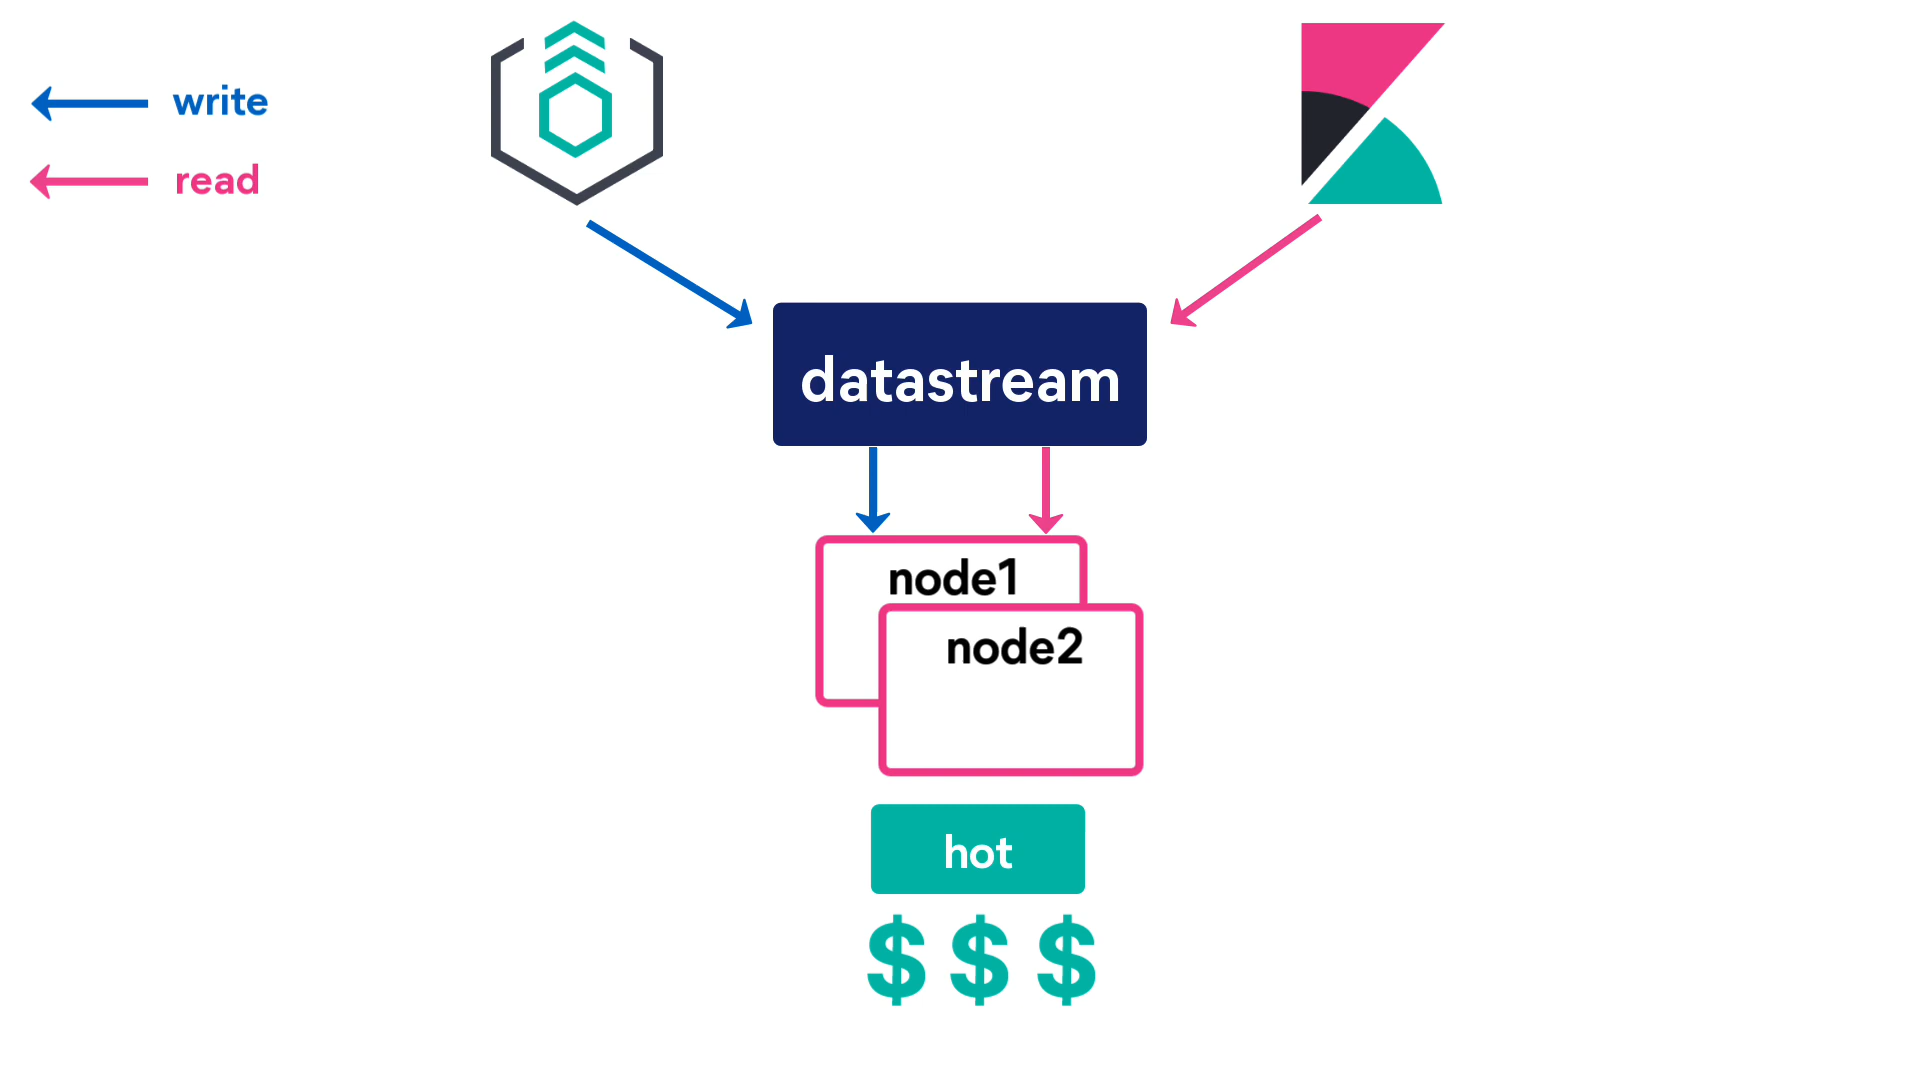 write
read
datastream
node1
node2
hot
$ $ $